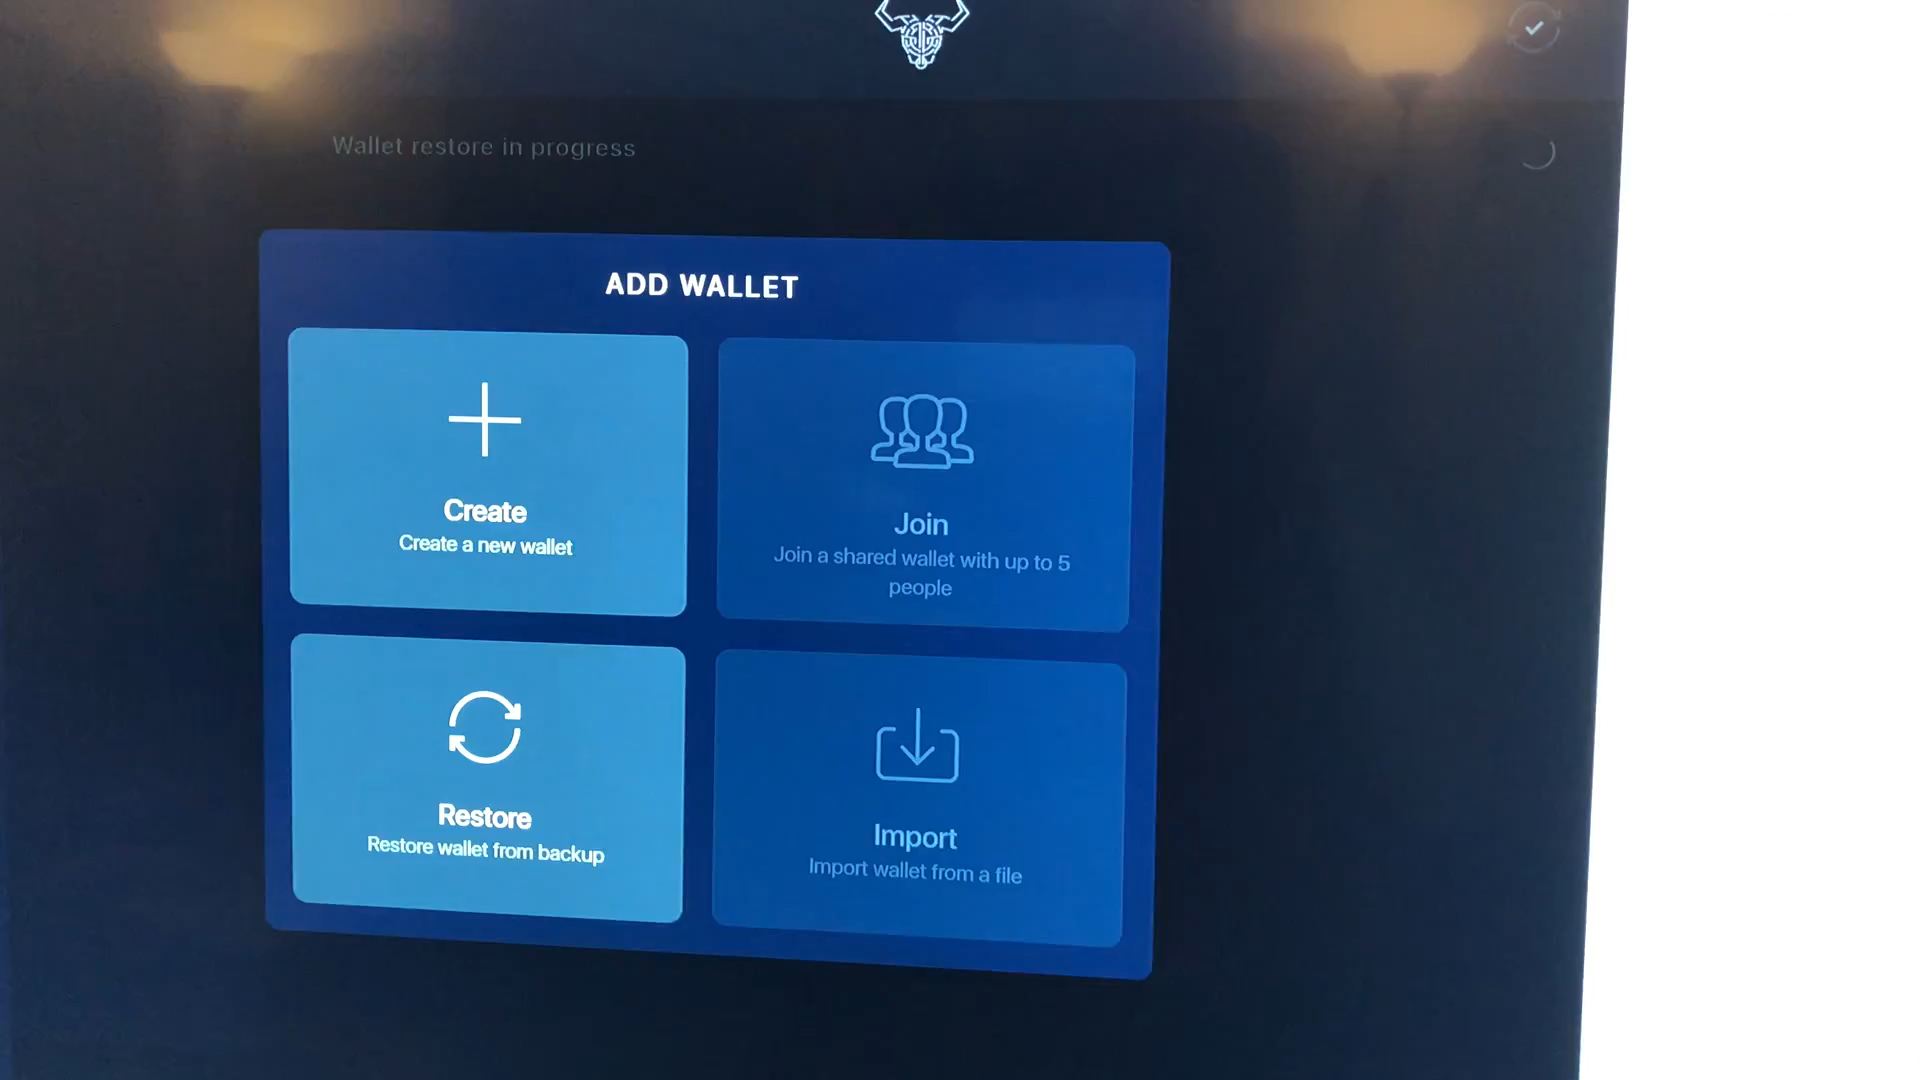 Wallet restore in progress
ADD WALLET
Create
Create a new wallet
Join
Join a shared wallet with up to 5
people
Restore
Restore wallet from backup
Import
Import wallet from a file